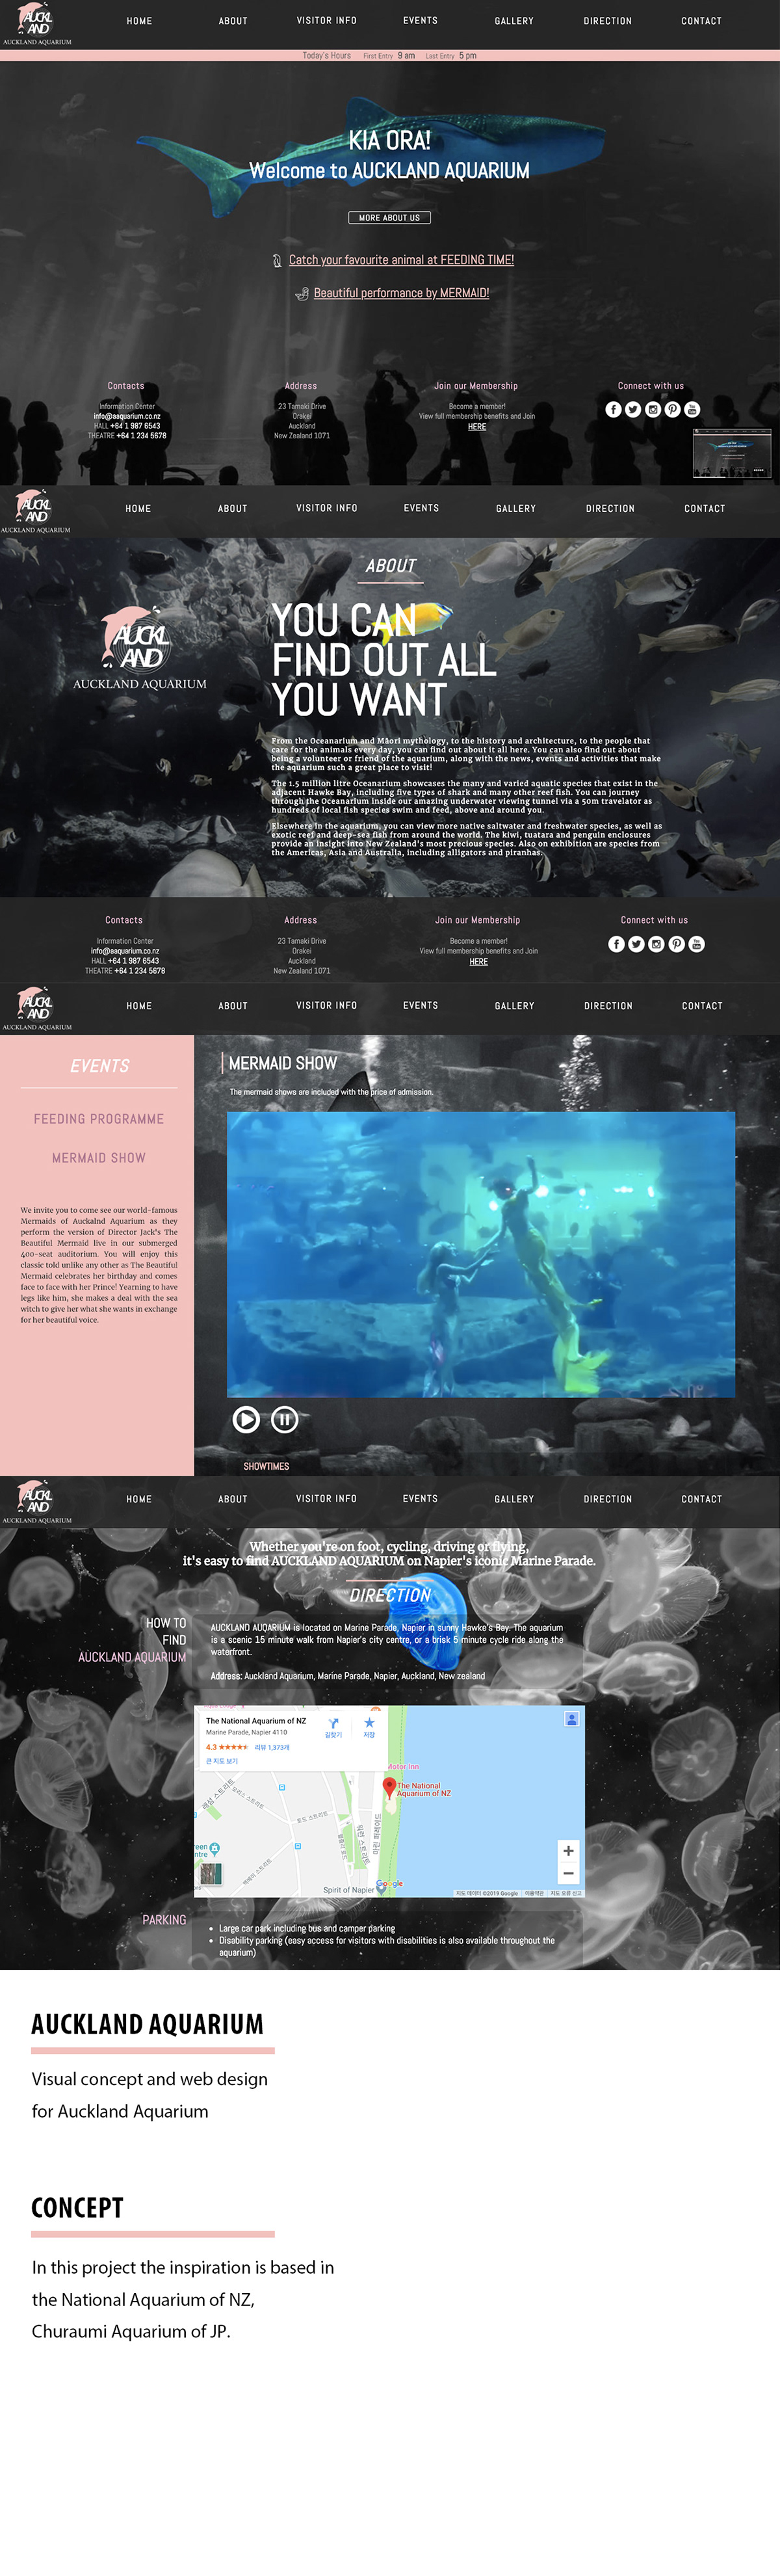 AUCKL
AND
AUCKLAND AQUARIUM
HOME ABOUT VISITOR INFO EVENTS GALLERY DIRECTION CONTACT
Today's Hours First Entry 9 am Last Entry 5 pm
KIA ORA!
Welcome to AUCKLAND AQUARIUM
MORE ABOUT US
Catch your favourite animal at FEEDING TIME!
Beautiful performance by MERMAID!
Contacts
Information Center
info@aaquarium.co.nz
HALL +64 1 987 6543
THEATRE +64 1 234 5678
Address
23 Tamaki Drive
Orakei
Auckland
New Zealand 1071
Join our Membership
Become a member!
View full membership benefits and Join
HERE
Connect with us
AUCKL
AND
AUCKLAND AQUARIUM
HOME ABOUT VISITOR INFO EVENTS GALLERY DIRECTION CONTACT
ABOUT
AUCKL
AND
AUCKLAND AQUARIUM
YOU CAN
FIND OUT ALL
YOU WANT
From the Oceanarium and Māori mythology, to the history and architecture, to the people that
care for the animals every day, you can find out about it all here. You can also find out about
being a volunteer or friend of the aquarium, along with the news, events and activities that make
the aquarium such a great place to visit!
The 1.5 million litre Oceanarium showcases the many and varied aquatic species that exist in the
adjacent Hawke Bay, including five types of shark and many other reef fish. You can journey
through the Oceanarium inside our amazing underwater viewing tunnel via a 50m travelator as
hundreds of local fish species swim and feed, above and around you.
Elsewhere in the aquarium, you can view more native saltwater and freshwater species, as well as
exotic reef and deep-sea fish from around the world. The kiwi, tuatara and penguin enclosures
provide an insight into New Zealand's most precious species. Also on exhibition are species from
the Americas, Asia and Australia, including alligators and piranhas.
Contacts
Information Center
info@aaquarium.co.nz
HALL +64 1 987 6543
THEATRE +64 1 234 5678
Address
23 Tamaki Drive
Orakei
Auckland
New Zealand 1071
Join our Membership
Become a member!
View full membership benefits and Join
HERE
Connect with us
AUCKL
AND
AUCKLAND AQUARIUM
HOME ABOUT VISITOR INFO EVENTS GALLERY DIRECTION CONTACT
EVENTS
FEEDING PROGRAMME
MERMAID SHOW
We invite you to come see our world-famous
Mermaids of Auckalnd Aquarium as they
perform the version of Director Jack's The
Beautiful Mermaid live in our submerged
400-seat auditorium. You will enjoy this
classic told unlike any other as The Beautiful
Mermaid celebrates her birthday and comes
face to face with her Prince! Yearning to have
legs like him, she makes a deal with the sea
witch to give her what she wants in exchange
for her beautiful voice.
MERMAID SHOW
The mermaid shows are included with the price of admission.
SHOWTIMES
AUCKL
AND
AUCKLAND AQUARIUM
HOME ABOUT VISITOR INFO EVENTS GALLERY DIRECTION CONTACT
Whether you're on foot, cycling, driving or flying,
it's easy to find AUCKLAND AQUARIUM on Napier's iconic Marine Parade.
DIRECTION
HOW TO
FIND
AUCKLAND AQUARIUM
AUCKLAND AUQARIUM is located on Marine Parade, Napier in sunny Hawke's Bay. The aquarium
is a scenic 15 minute walk from Napier's city centre, or a brisk 5 minute cycle ride along the
waterfront.
Address: Auckland Aquarium, Marine Parade, Napier, Auckland, New zealand
The National Aquarium of NZ
Marine Parade, Napier 4110
4.3 ★★★★★ 리뷰 1,373개
큰 지도 보기
길찾기
저장
Motor Inn
The National
Aquarium of NZ
마린 퍼레이드
Spirit of Napier
Google
지도 데이터 ©2019 Google 이용약관 지도 오류 신고
PARKING
• Large car park including bus and camper parking
• Disability parking (easy access for visitors with disabilities is also available throughout the
aquarium)
AUCKLAND AQUARIUM
Visual concept and web design
for Auckland Aquarium
CONCEPT
In this project the inspiration is based in
the National Aquarium of NZ,
Churaumi Aquarium of JP.